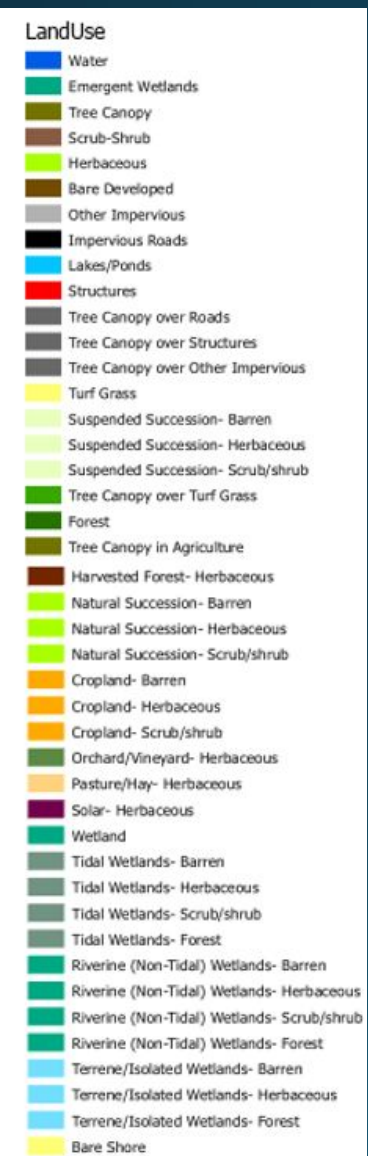 LandUse
Water
Emergent Wetlands
Tree Canopy
Scrub-Shrub
Herbaceous
Bare Developed
Other Impervious
Impervious Roads
Lakes/Ponds
Structures
Tree Canopy over Roads
Tree Canopy over Structures
Tree Canopy over Other Impervious
Turf Grass
Suspended Succession- Barren
Suspended Succession- Herbaceous
Suspended Succession- Scrub/shrub
Tree Canopy over Turf Grass
Forest
Tree Canopy in Agriculture
Harvested Forest- Herbaceous
Natural Succession- Barren
Natural Succession- Herbaceous
Natural Succession- Scrub/shrub
Cropland- Barren
Cropland- Herbaceous
Cropland- Scrub/shrub
Orchard/Vineyard- Herbaceous
Pasture/Hay- Herbaceous
Solar- Herbaceous
Wetland
Tidal Wetlands- Barren
Tidal Wetlands- Herbaceous
Tidal Wetlands- Scrub/shrub
Tidal Wetlands- Forest
Riverine (Non-Tidal) Wetlands- Barren
Riverine (Non-Tidal) Wetlands- Herbaceous
Riverine (Non-Tidal) Wetlands- Scrub/shrub
Riverine (Non-Tidal) Wetlands- Forest
Terrene/Isolated Wetlands- Barren
Terrene/Isolated Wetlands- Herbaceous
Terrene/Isolated Wetlands- Forest
Bare Shore